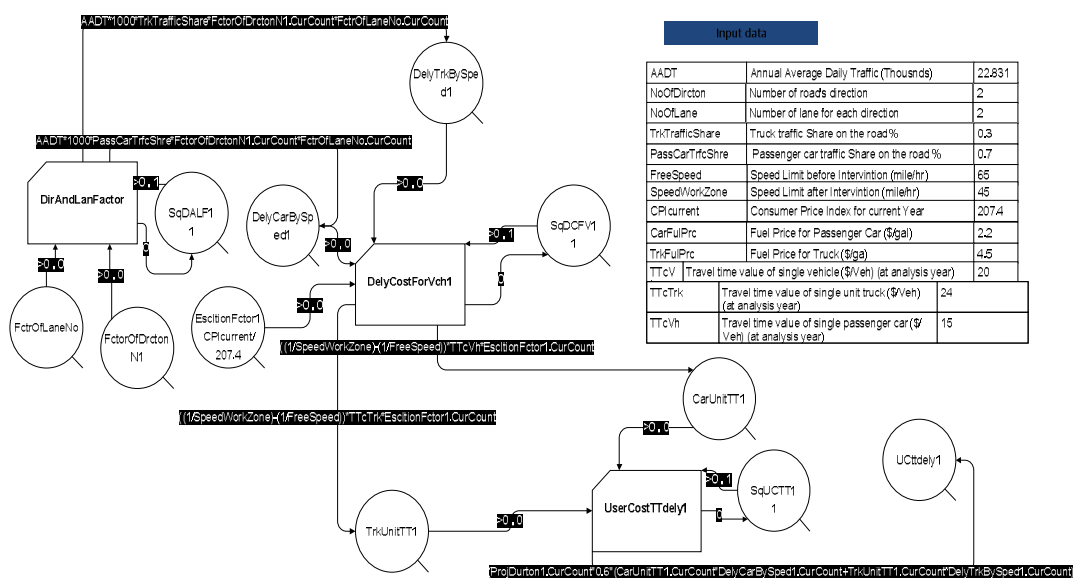 AADT*1000*TrkTrafficShare*FctorOfDrctonN1.CurCount*FctrOfLaneNo.CurCount
Input data
DelyTrkBySpe
d1
AADT Annual Average Daily Traffic (Thousnds) 22.831
NoOfDircton Number of road's direction 2
NoOfLane Number of lane for each direction 2
TrkTrafficShare Truck traffic Share on the road% 0.3
PassCarTrfcShre Passenger car traffic Share on the road % 0.7
FreeSpeed Speed Limit before Intervintion (mile/hr) 65
SpeedWorkZone Speed Limit after Intervintion (mile/hr) 45
CPIcurrent Consumer Price Index for current Year 207.4
CarFulPrc Fuel Price for Passenger Car ($/gal) 2.2
TrkFulPrc Fuel Price for Truck ($/ga) 4.5
TTcV Travel time value of single vehicle ($/Veh) (at analysis year) 20
TTcTrk Travel time value of single unit truck ($/Veh)
(at analysis year) 24
TTcVh Travel time value of single passenger car ($/
Veh) (at analysis year) 15
AADT*1000*PassCarTrfcShre*FctorOfDrctonN1.CurCount*FctrOfLaneNo.CurCount
>0.1
>0.0
DirAndLanFactor
SqDALF1
1
0
DelyCarBySp
ed1
>0.0
>0.1
SqDCFV1
1
0
DelyCostForVch1
>0.0
>0.0
>0.0
FctrOfLaneNo
FctorOfDrcton
N1
EscltionFctor1
CPIcurrent/
207.4
((1/SpeedWorkZone)-(1/FreeSpeed))*TTcVh*EscltionFctor1.CurCount
((1/SpeedWorkZone)-(1/FreeSpeed))*TTcTrk*EscltionFctor1.CurCount
CarUnitTT1
>0.0
UCttdely1
>0.1
SqUCTT1
1
0
UserCostTTdely1
TrkUnitTT1
>0.0
ProjDurton1.CurCount*0.6*(CarUnitTT1.CurCount*DelyCarBySped1.CurCount+TrkUnitTT1.CurCount*DelyTrkBySped1.CurCount)